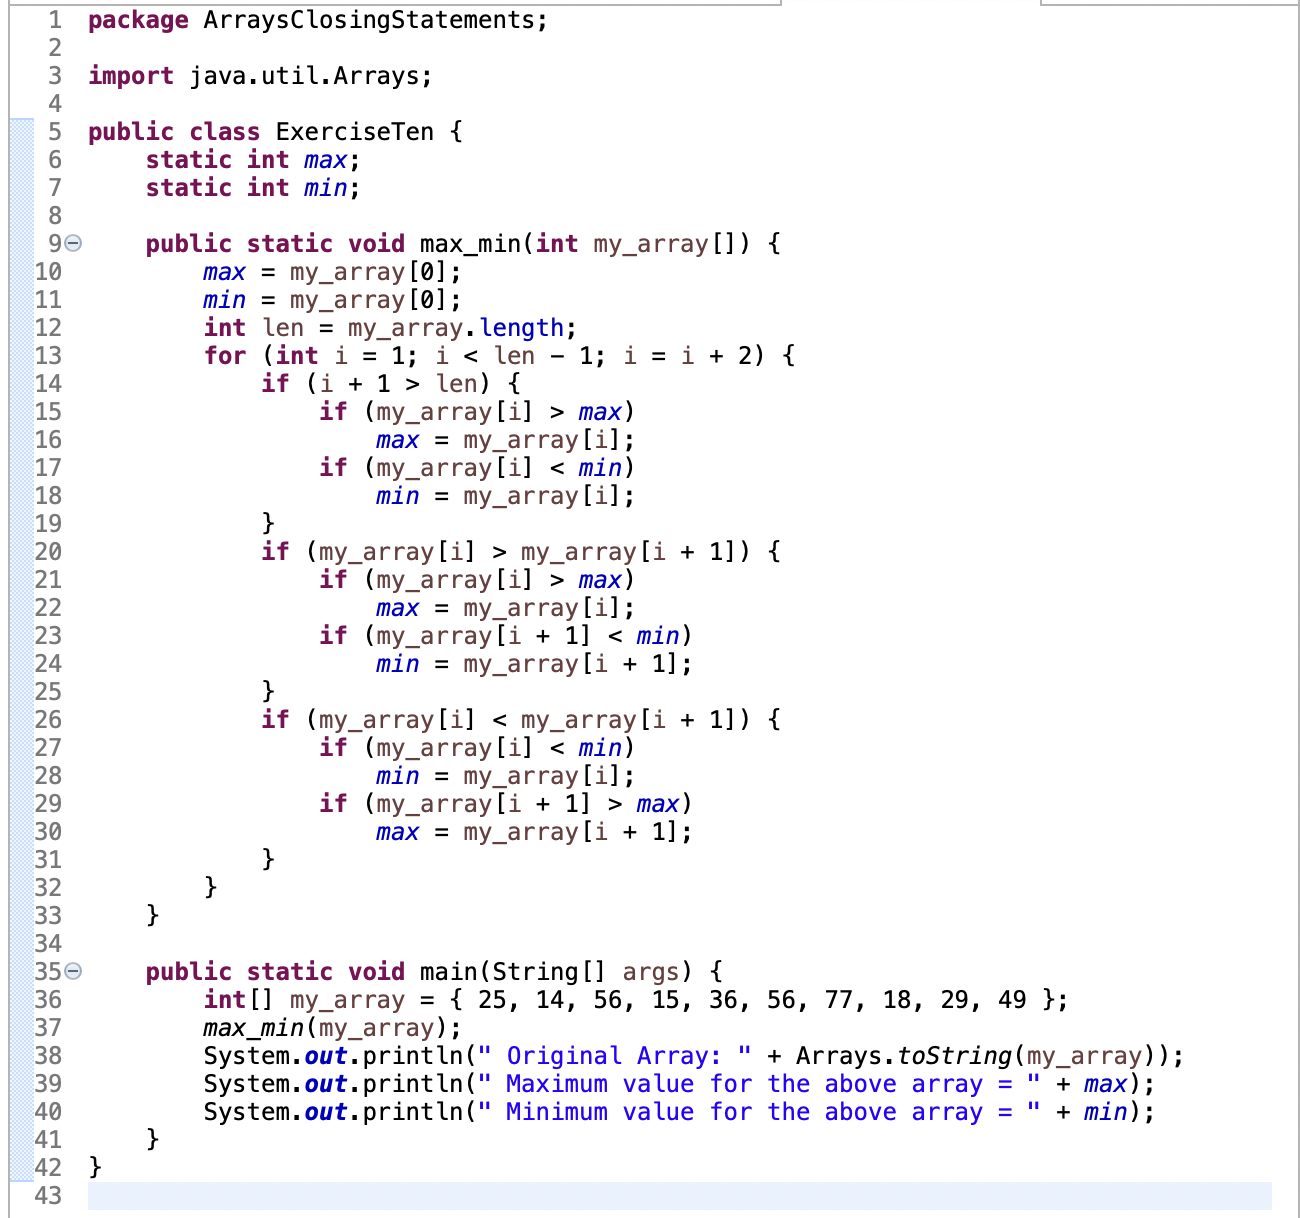 1 package ArraysClosingStatements;
2
3 import java.util.Arrays;
4
5 public class ExerciseTen {
6     static int max;
7     static int min;
8
9     public static void max_min(int my_array[]) {
10         max = my_array[0];
11         min = my_array[0];
12         int len = my_array.length;
13         for (int i = 1; i < len - 1; i = i + 2) {
14             if (i + 1 > len) {
15                 if (my_array[i] > max)
16                     max = my_array[i];
17                 if (my_array[i] < min)
18                     min = my_array[i];
19             }
20             if (my_array[i] > my_array[i + 1]) {
21                 if (my_array[i] > max)
22                     max = my_array[i];
23                 if (my_array[i + 1] < min)
24                     min = my_array[i + 1];
25             }
26             if (my_array[i] < my_array[i + 1]) {
27                 if (my_array[i] < min)
28                     min = my_array[i];
29                 if (my_array[i + 1] > max)
30                     max = my_array[i + 1];
31             }
32         }
33     }
34
35     public static void main(String[] args) {
36         int[] my_array = { 25, 14, 56, 15, 36, 56, 77, 18, 29, 49 };
37         max_min(my_array);
38         System.out.println(" Original Array: " + Arrays.toString(my_array));
39         System.out.println(" Maximum value for the above array = " + max);
40         System.out.println(" Minimum value for the above array = " + min);
41     }
42 }
43